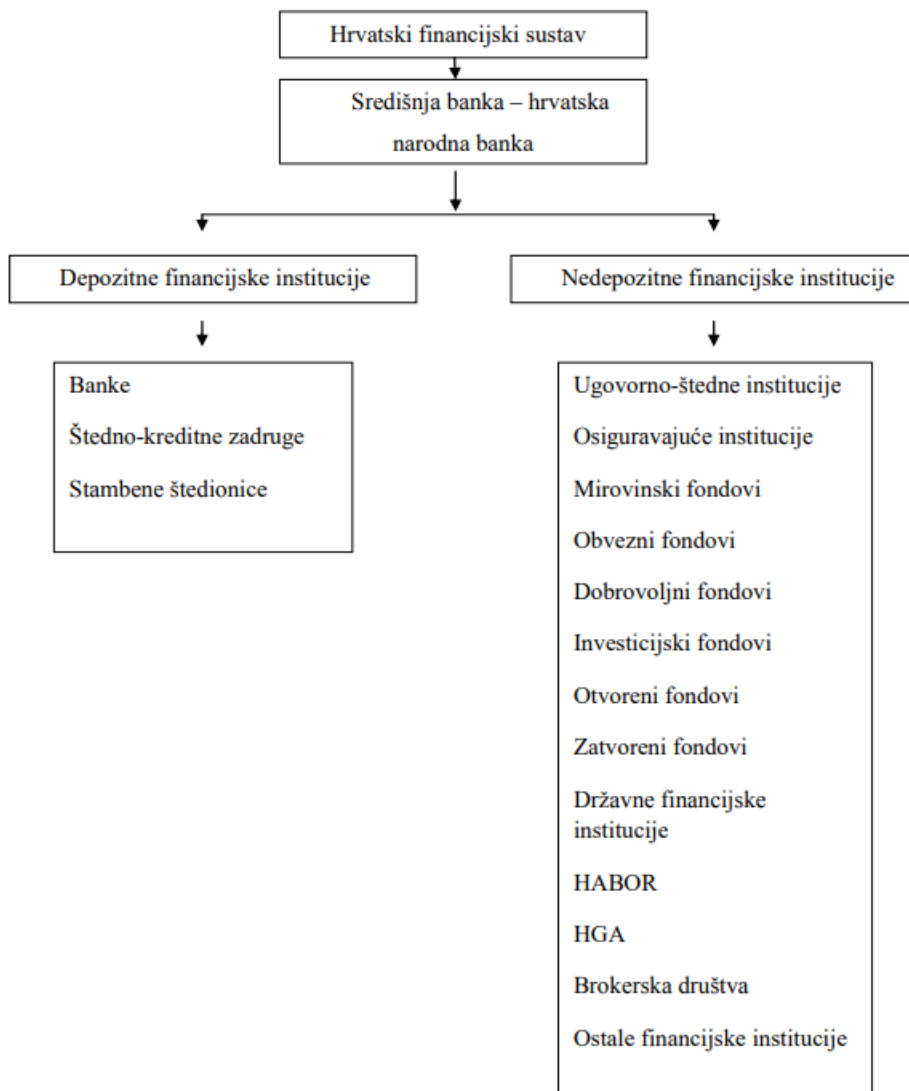 Hrvatski financijski sustav
Središnja banka – hrvatska
narodna banka
Depozitne financijske institucije
Nedepozitne financijske institucije
Banke
Štedno-kreditne zadruge
Stambene štedionice
Ugovorno-štedne institucije
Osiguravajuće institucije
Mirovinski fondovi
Obvezni fondovi
Dobrovoljni fondovi
Investicijski fondovi
Otvoreni fondovi
Zatvoreni fondovi
Državne financijske
institucije
HABOR
HGA
Brokerska društva
Ostale financijske institucije